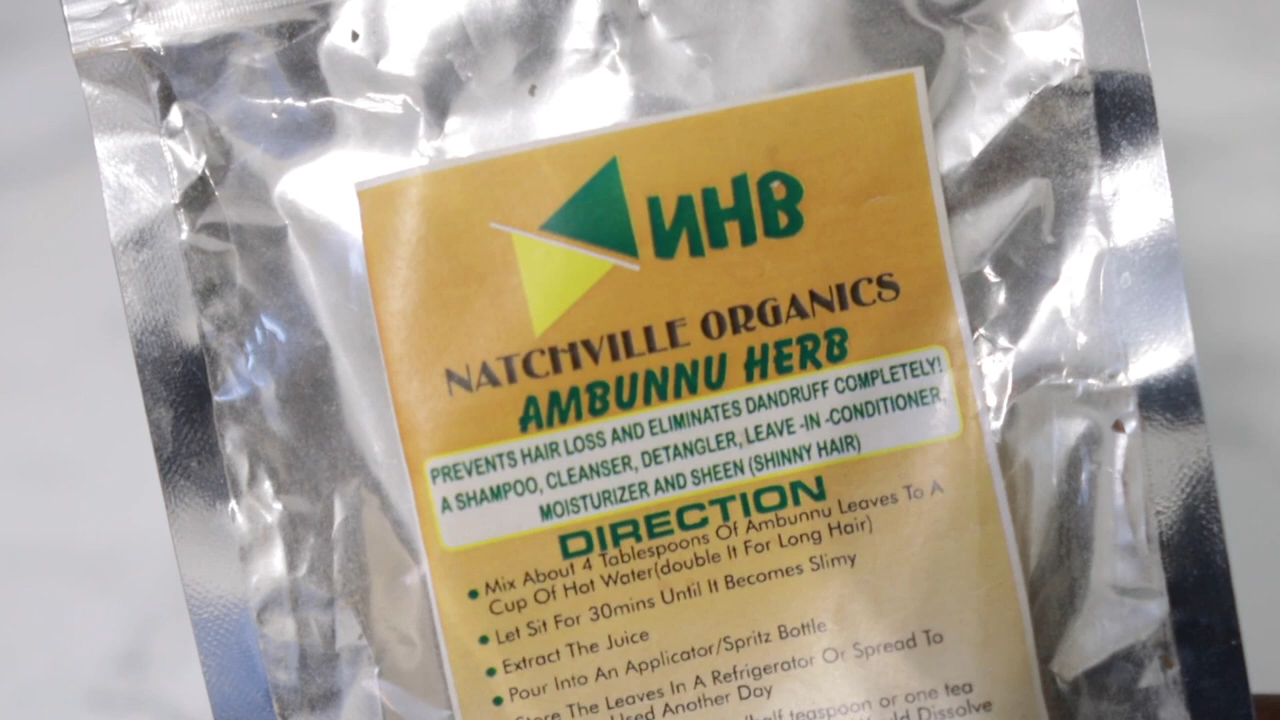 NHB
NATCHVILLE ORGANICS
AMBUNNU HERB
PREVENTS HAIR LOSS AND ELIMINATES DANDRUFF COMPLETELY!
A SHAMPOO, CLEANSER, DETANGLER, LEAVE -IN -CONDITIONER,
MOISTURIZER AND SHEEN (SHINNY HAIR)
DIRECTION
• Mix About 4 Tablespoons Of Ambunnu Leaves To A
Cup Of Hot Water(double It For Long Hair)
• Let Sit For 30mins Until It Becomes Slimy
• Extract The Juice
• Pour Into An Applicator/Spritz Bottle
Store The Leaves In A Refrigerator Or Spread To
Used Another Day
/half teaspoon or one tea
Dissolve